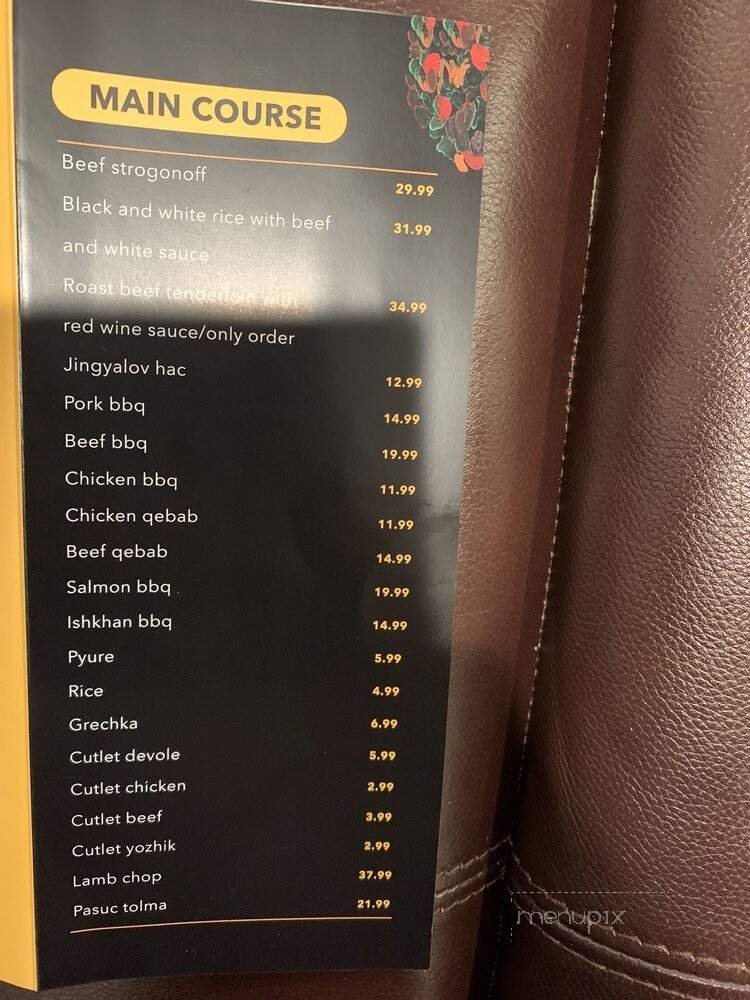 MAIN COURSE
Beef strogonoff 29.99
Black and white rice with beef 31.99
and white sauce
Roast beef tenderloin with 34.99
red wine sauce/only order
Jingyalov hac 12.99
Pork bbq 14.99
Beef bbq 19.99
Chicken bbq 11.99
Chicken qebab 11.99
Beef qebab 14.99
Salmon bbq 19.99
Ishkhan bbq 14.99
Pyure 5.99
Rice 4.99
Grechka 6.99
Cutlet devole 5.99
Cutlet chicken 2.99
Cutlet beef 3.99
Cutlet yozhik 2.99
Lamb chop 37.99
Pasuc tolma 21.99
menupix